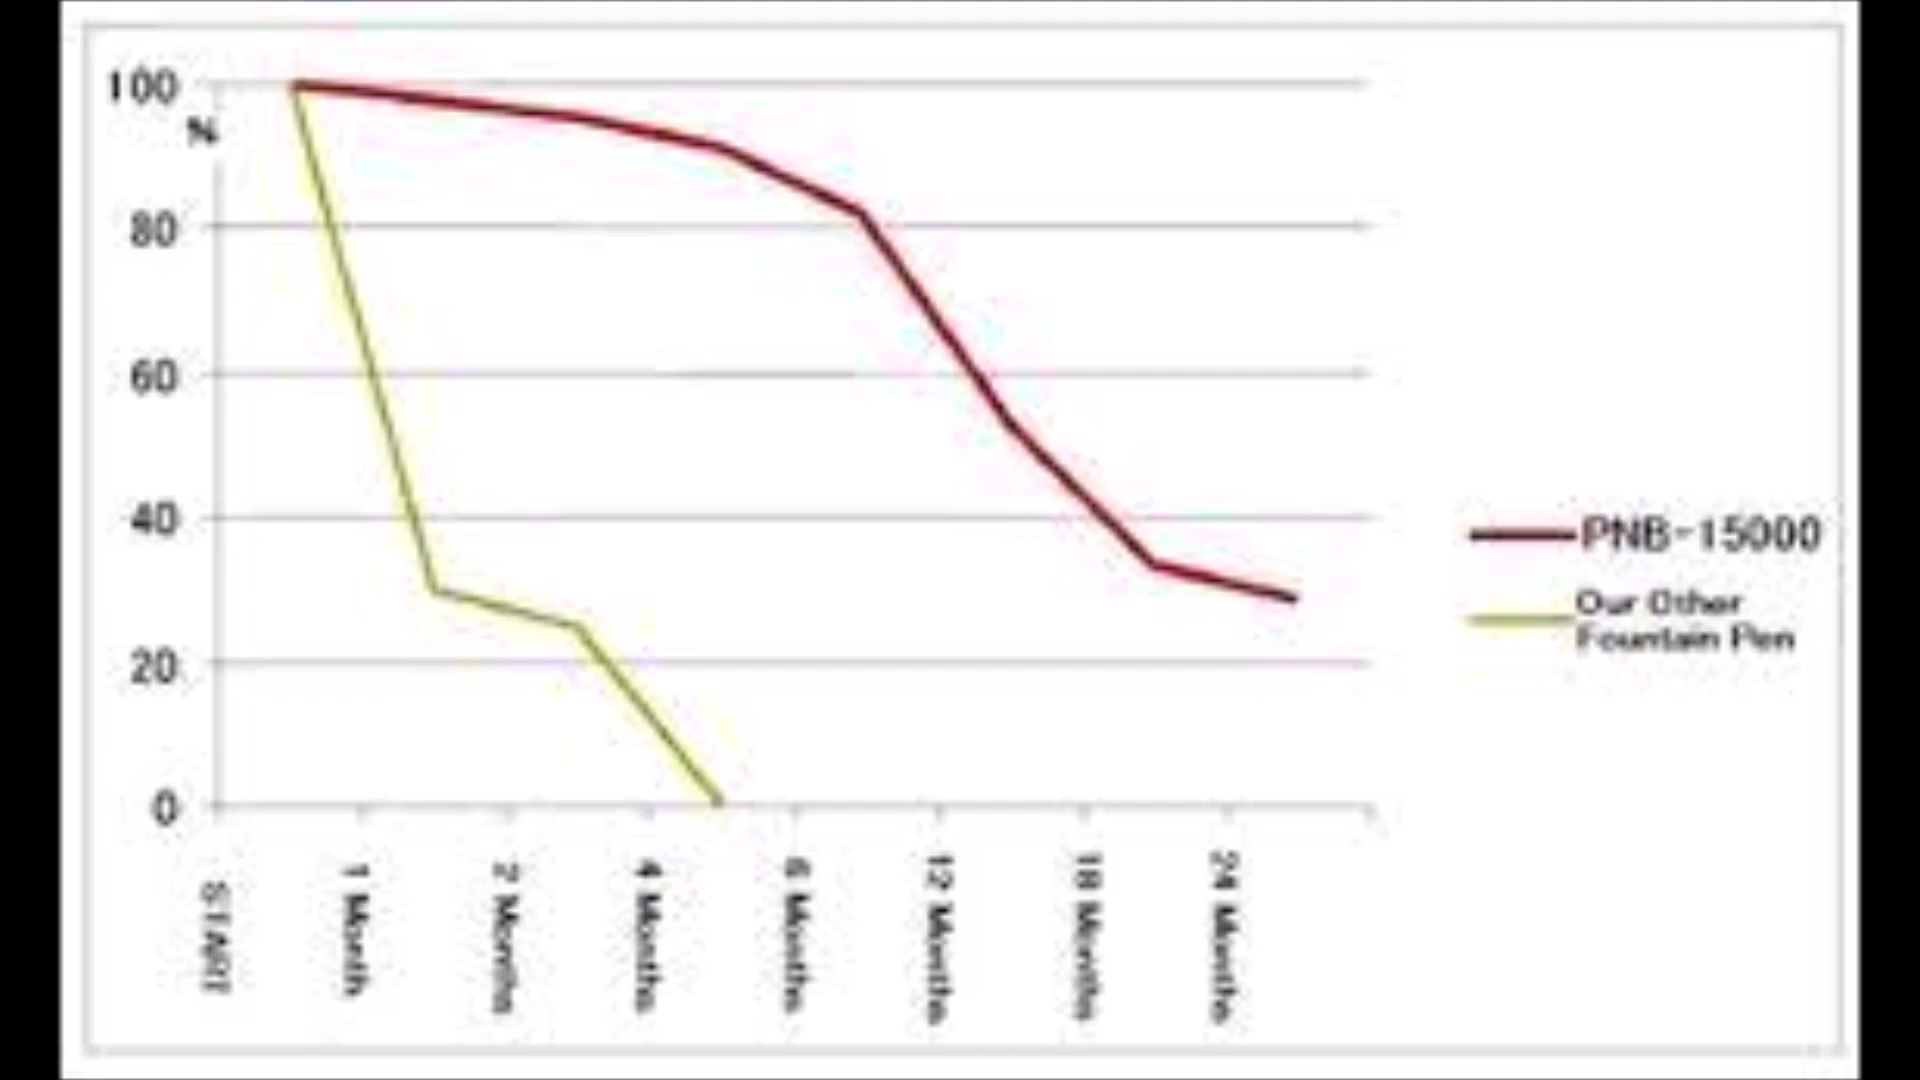 100
%
80
60
40
20
0
START
1 Month
2 Months
4 Months
6 Months
12 Months
18 Months
24 Months
PNB-15000
Our Other
Fountain Pen